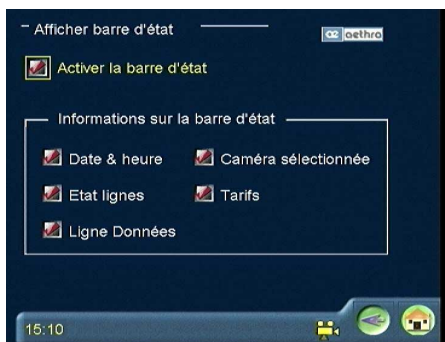 Afficher barre d'état
aethra
Activer la barre d'état
Informations sur la barre d'état
Date & heure
Caméra sélectionnée
Etat lignes
Tarifs
Ligne Données
15:10